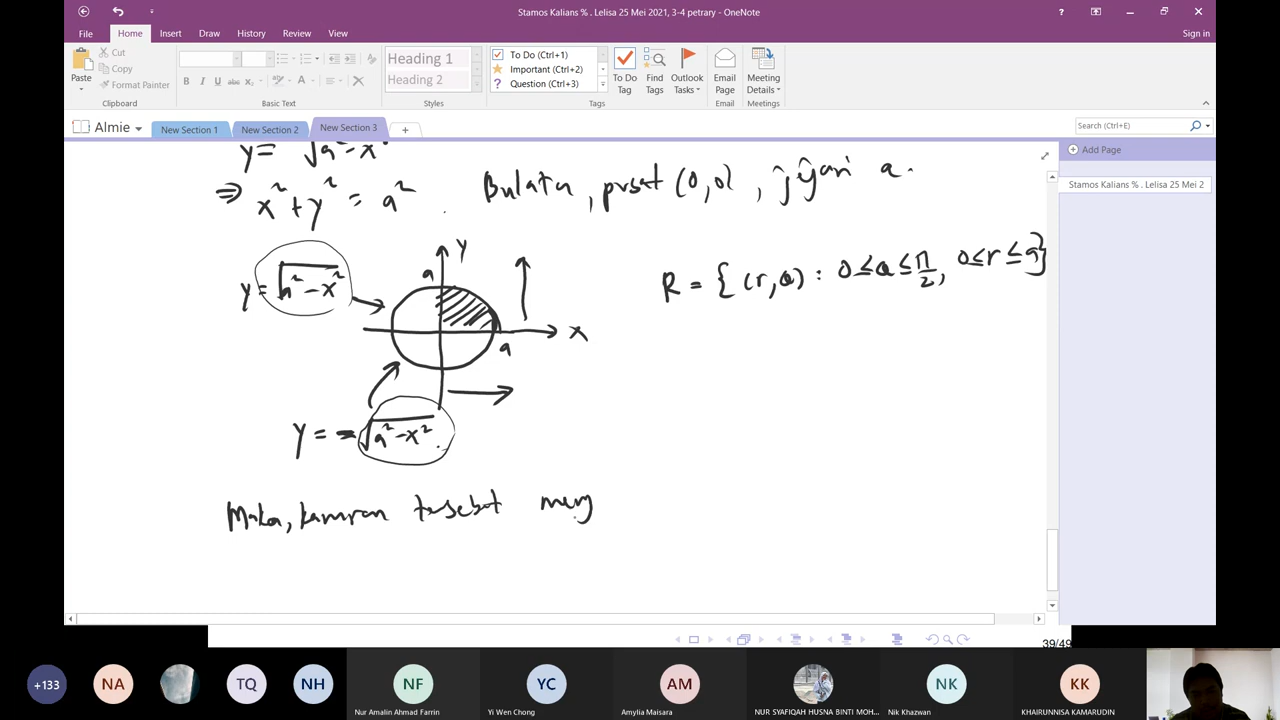 Stamos Kalians % . Lelisa 25 Mei 2021, 3-4 petrary - OneNote
File Home Insert Draw History Review View Sign in
Paste
Cut
Copy
Format Painter
Clipboard
Basic Text
Heading 1
Heading 2
Styles
To Do (Ctrl+1)
Important (Ctrl+2)
Question (Ctrl+3)
Tags
To Do Tag
Find Tags
Outlook Tasks
Email Page
Email
Meeting Details
Meetings
Almie New Section 1 New Section 2 New Section 3 +
Search (Ctrl+E)
Add Page
Stamos Kalians % . Lelisa 25 Mei 2
y = √a²-x²
⇒ x² + y² = a² . Bulatan, pusat (0,0), jejari a.
y
a
y = √a²-x²
x
a
R = { (r,θ) : 0≤θ≤π/2, 0≤r≤a}
y = -√a²-x²
Maka, kamiran tersebut menj
39/49
+133 NA TQ NH
NF Nur Amalin Ahmad Farrin
YC Yi Wen Chong
AM Amylia Maisara
NUR SYAFIQAH HUSNA BINTI MOH...
NK Nik Khazwan
KK KHAIRUNNISA KAMARUDIN